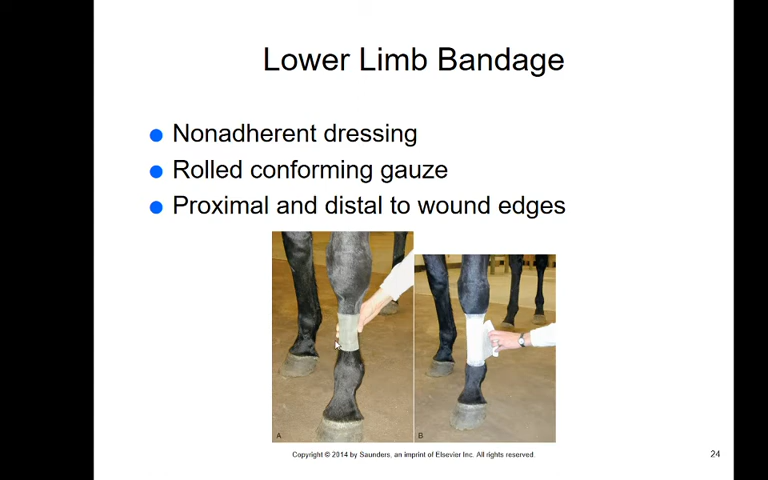 Lower Limb Bandage
Nonadherent dressing
Rolled conforming gauze
Proximal and distal to wound edges
A
B
Copyright © 2014 by Saunders, an imprint of Elsevier Inc. All rights reserved
24